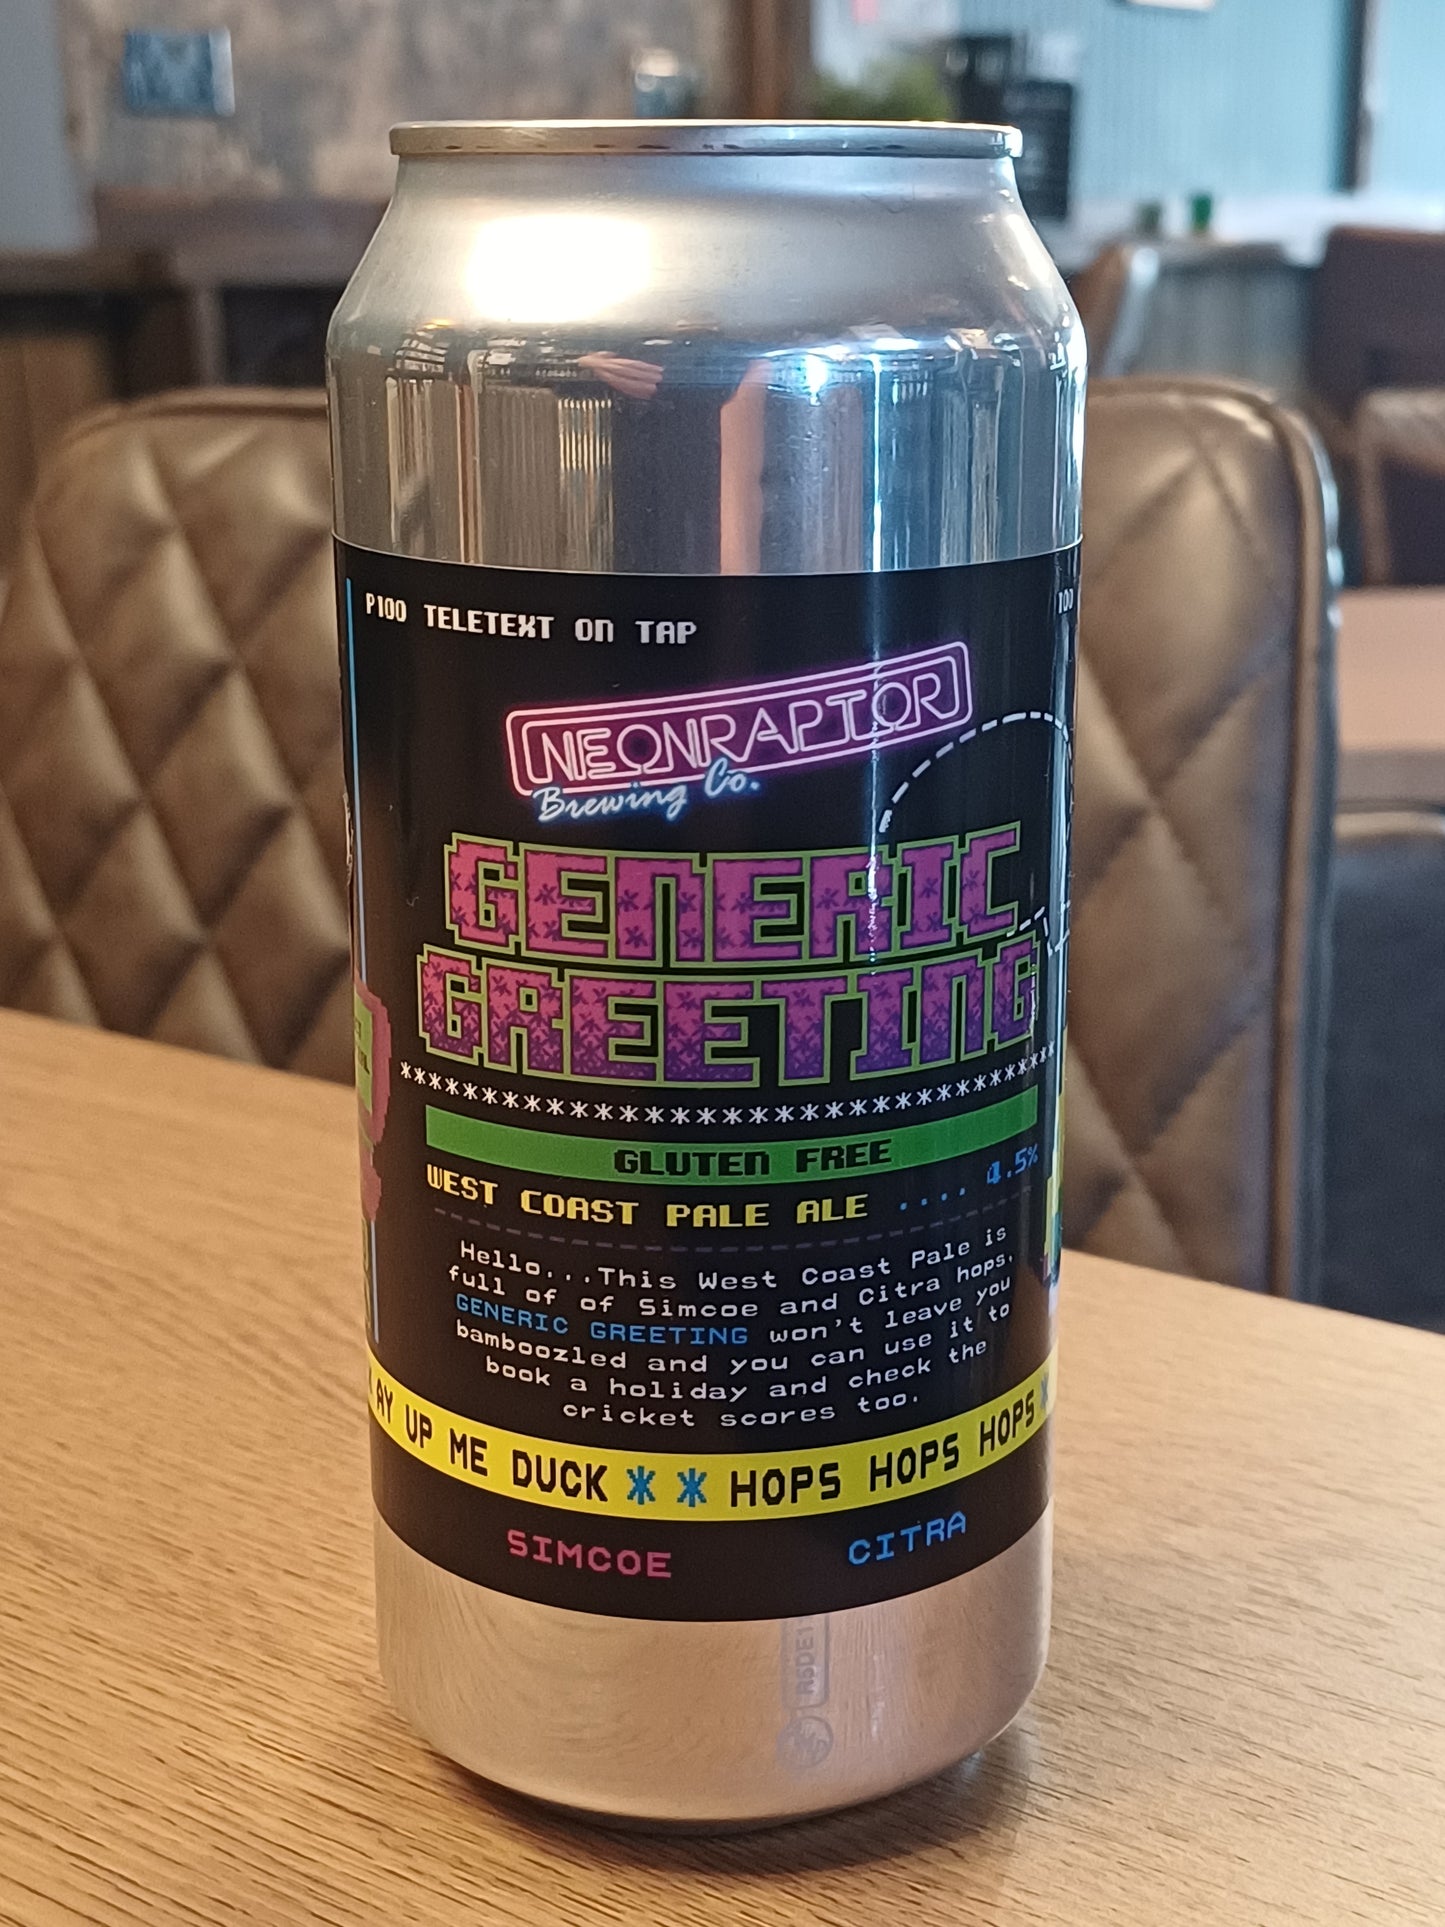 P100 TELETEXT ON TAP
100
NEONRAPTOR
Brewing Co.
GENERIC
GREETING
*******************************
GLUTEN FREE
WEST COAST PALE ALE .... 4.5%
Hello...This West Coast Pale is
full of of Simcoe and Citra hops.
GENERIC GREETING won't leave you
bamboozled and you can use it to
book a holiday and check the
cricket scores too.
AY UP ME DUCK * * HOPS HOPS HOPS *
SIMCOE CITRA